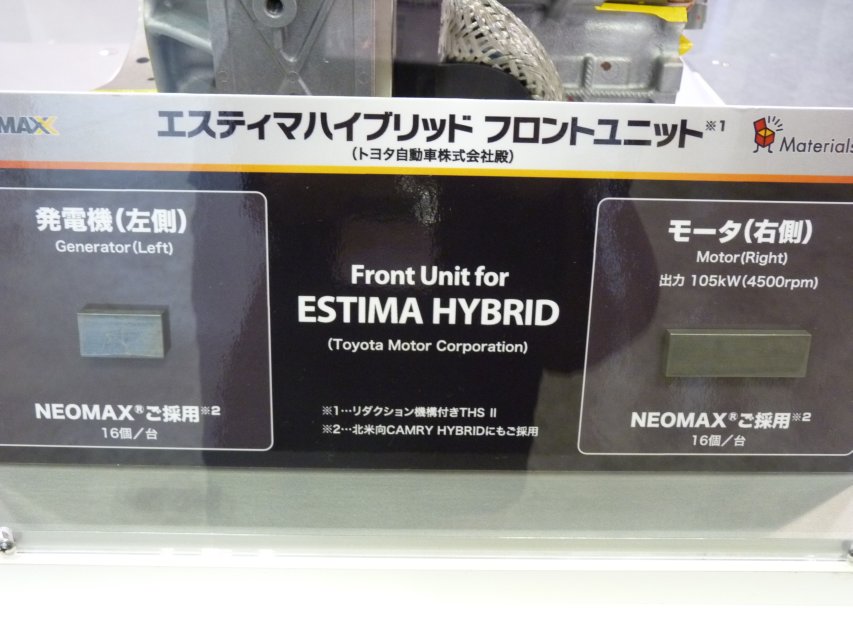 MAX
エスティマハイブリッド フロントユニット※1
(トヨタ自動車株式会社殿)
Materials
発電機(左側)
Generator(Left)
NEOMAX®ご採用※2
16個/台
Front Unit for
ESTIMA HYBRID
(Toyota Motor Corporation)
※1…リダクション機構付きTHS II
※2…北米向CAMRY HYBRIDにもご採用
モータ(右側)
Motor(Right)
出力 105kW(4500rpm)
NEOMAX®ご採用※2
16個/台